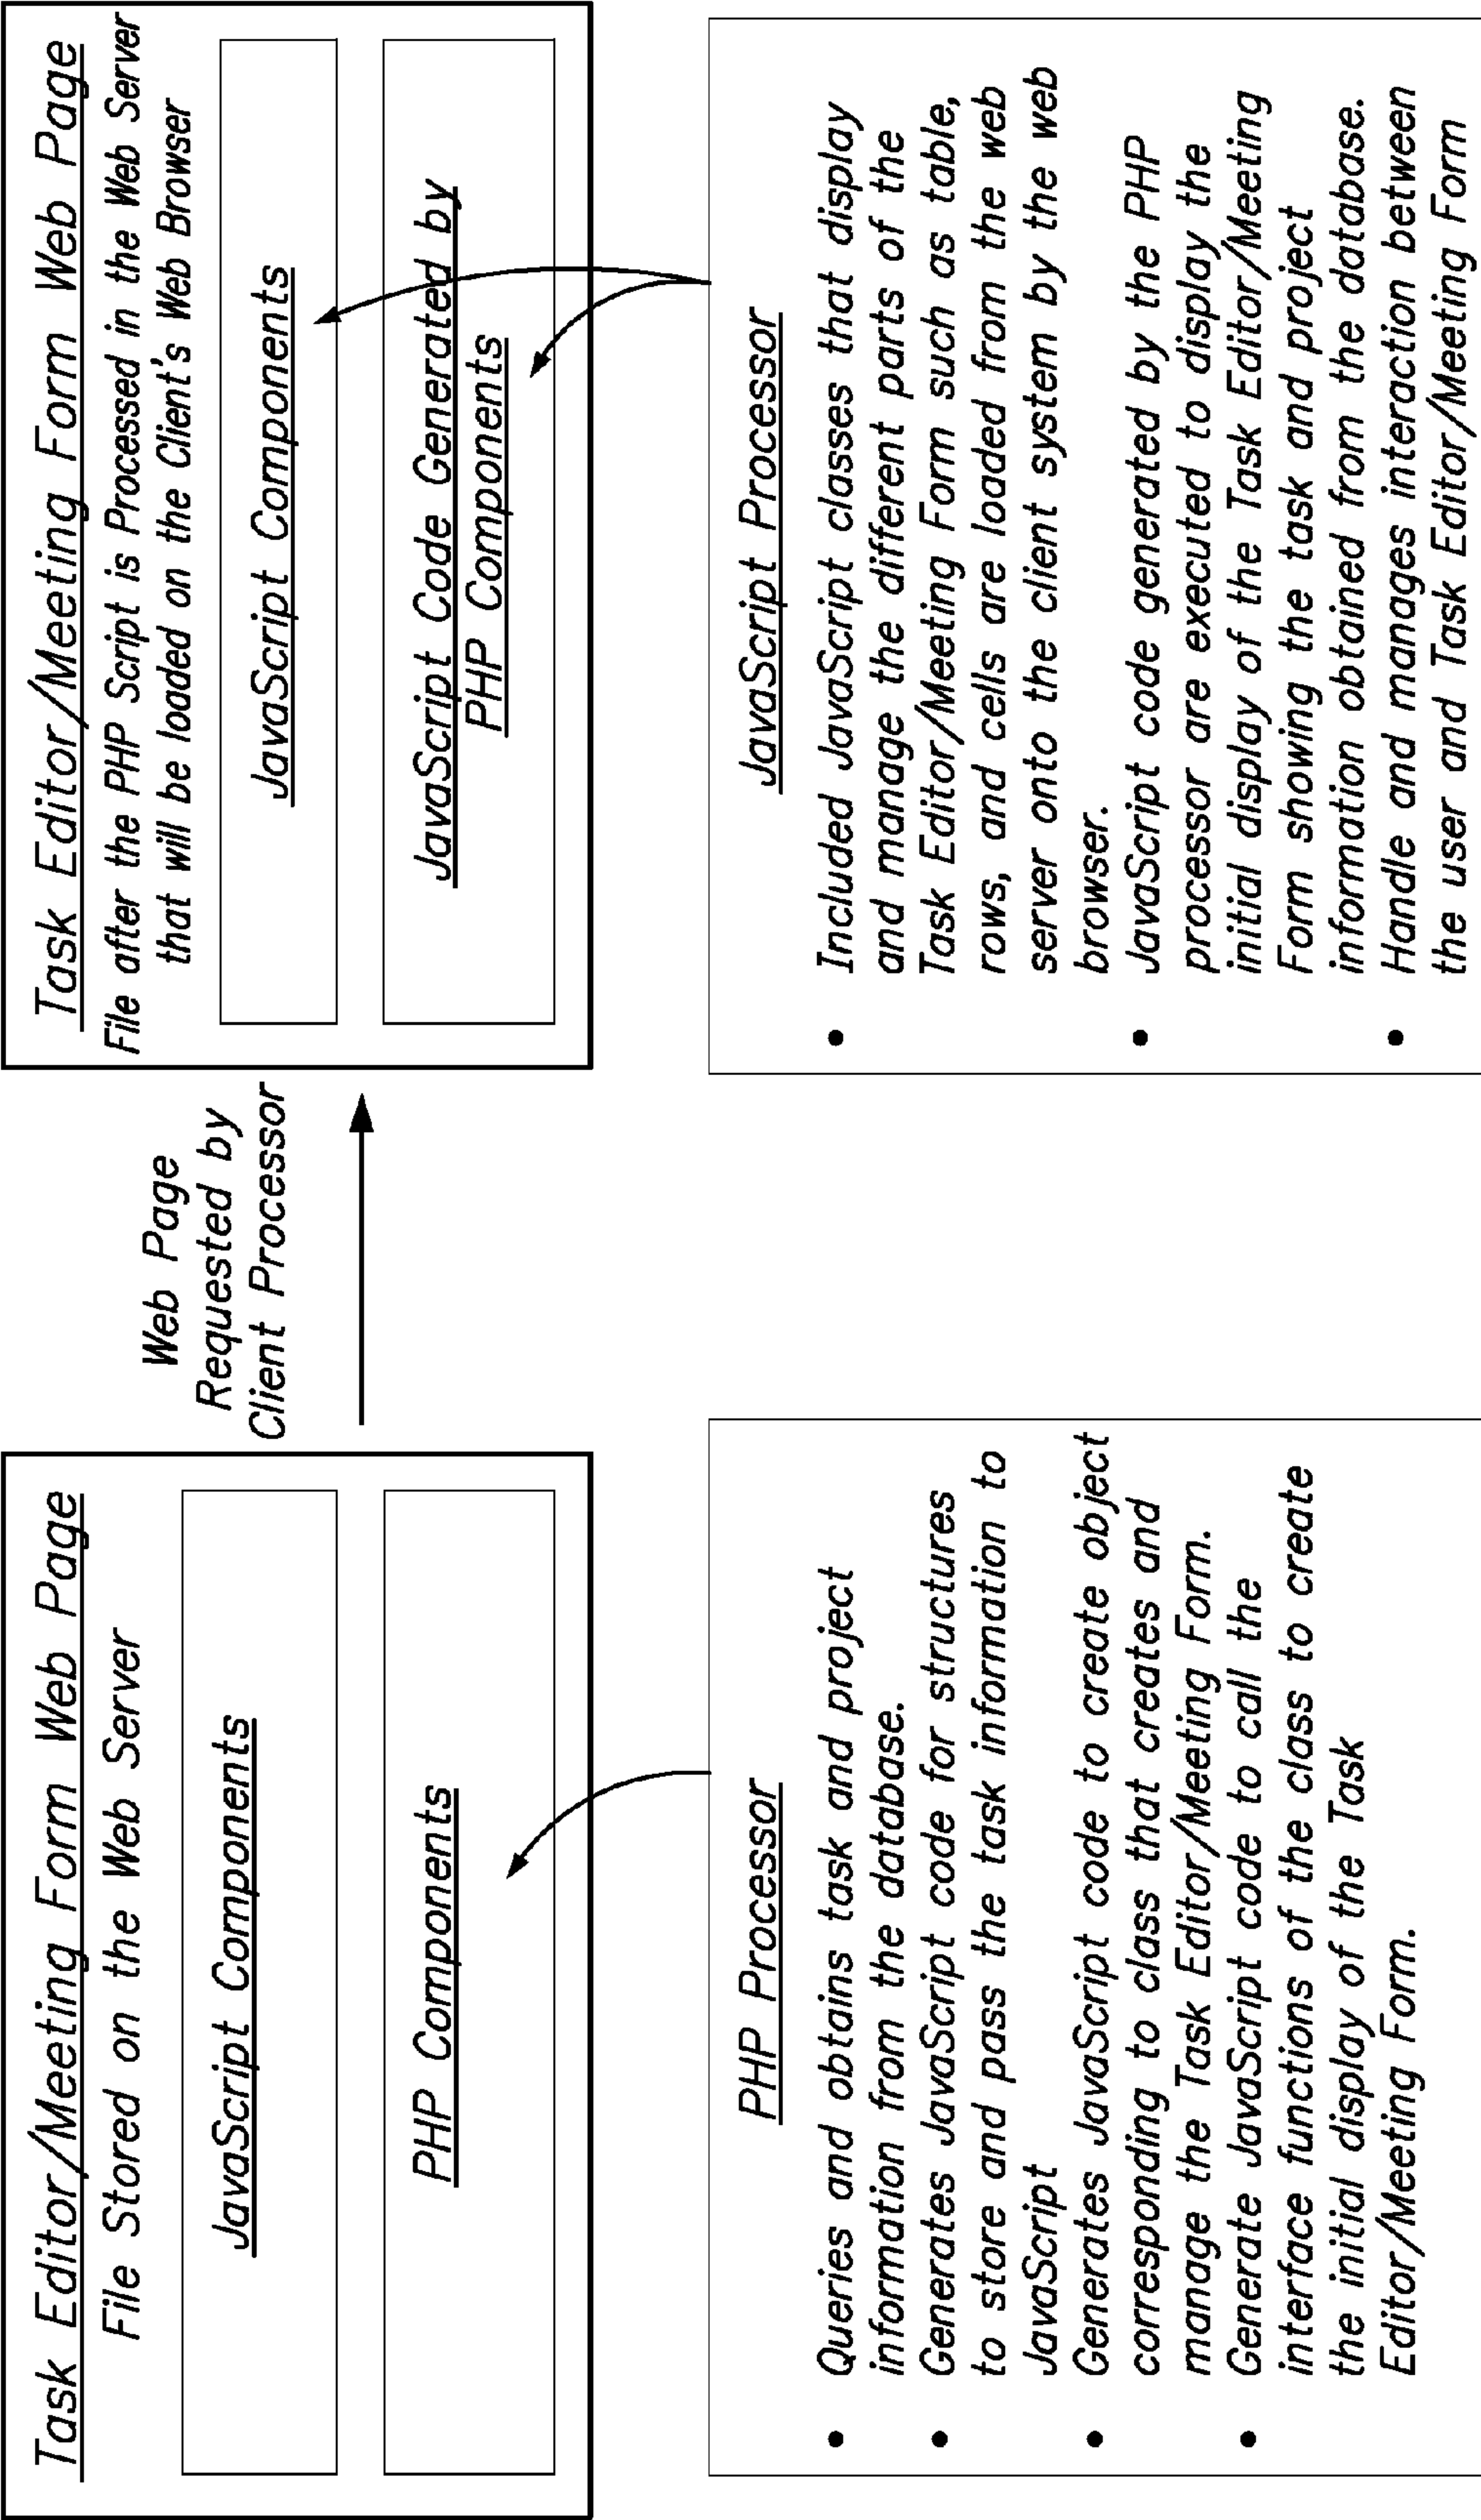 Task Editor/Meeting Form Web Page
File Stored on the Web Server
JavaScript Components
PHP Components
Web Page
Requested by
Client Processor
Task Editor/Meeting Form Web Page
File after the PHP Script is Processed in the Web Server
that will be loaded on the Client's Web Browser
JavaScript Components
JavaScript Code Generated by
PHP Components
PHP Processor
• Queries and obtains task and project
information from the database.
• Generates JavaScript code for structures
to store and pass the task information to
JavaScript
• Generates JavaScript code to create object
corresponding to class that creates and
manage the Task Editor/Meeting Form.
• Generate JavaScript code to call the
interface functions of the class to create
the initial display of the Task
Editor/Meeting Form.
JavaScript Processor
• Included JavaScript classes that display
and manage the different parts of the
Task Editor/Meeting Form such as table,
rows, and cells are loaded from the web
server onto the client system by the web
browser.
• JavaScript code generated by the PHP
processor are executed to display the
initial display of the Task Editor/Meeting
Form showing the task and project
information obtained from the database.
• Handle and manages interaction between
the user and Task Editor/Meeting Form